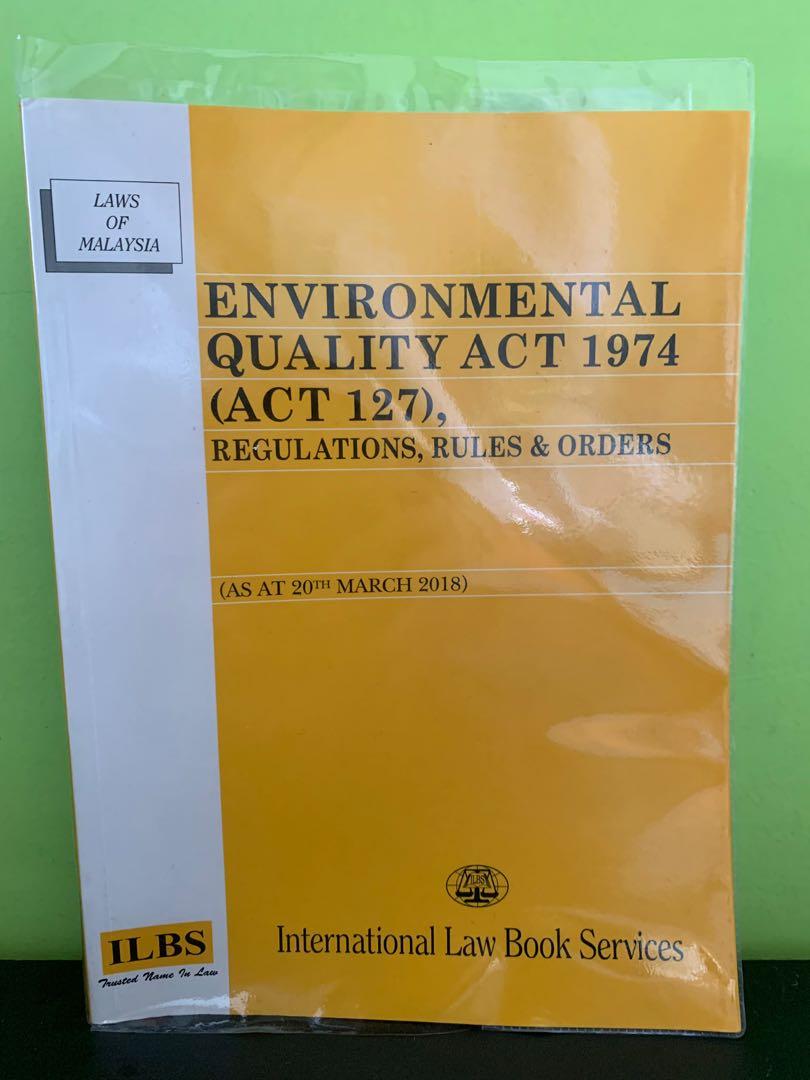 LAWS
OF
MALAYSIA
ENVIRONMENTAL
QUALITY ACT 1974
(ACT 127),
REGULATIONS, RULES & ORDERS
(AS AT 20TH MARCH 2018)
ILBS
International Law Book Services
ILBS
Trusted Name In Law